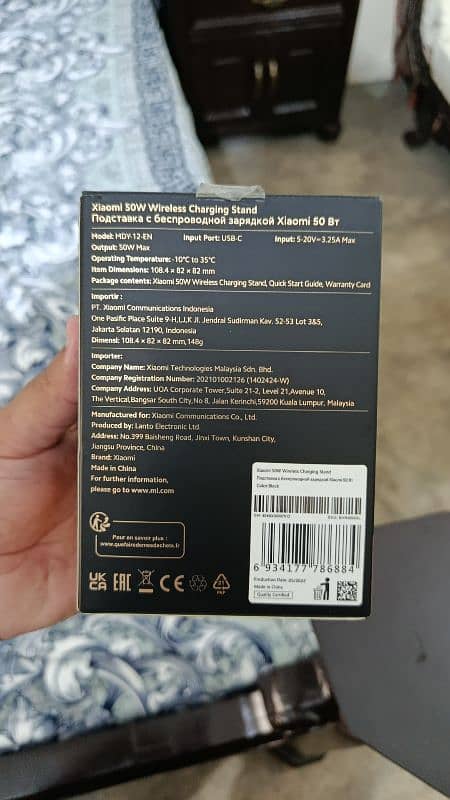 Xiaomi 50W Wireless Charging Stand
Подставка с беспроводной зарядкой Xiaomi 50 Вт
Model: MDY-12-EN Input Port: USB-C Input: 5-20V=3.25A Max
Output: 50W Max
Operating Temperature: -10°C to 35°C
Item Dimensions: 108.4 × 82 × 82 mm
Package contents: Xiaomi 50W Wireless Charging Stand, Quick Start Guide, Warranty Card
Importir :
PT. Xiaomi Communications Indonesia
One Pasific Place Suite 9-H,I,J,K Jl. Jendral Sudirman Kav. 52-53 Lot 3&5,
Jakarta Selatan 12190, Indonesia
Dimensi: 108.4 × 82 × 82 mm, 148g
Importer:
Company Name: Xiaomi Technologies Malaysia Sdn. Bhd.
Company Registration Number: 202101002126 (1402424-W)
Company Address: UOA Corporate Tower,Suite 21-2, Level 21,Avenue 10,
The Vertical,Bangsar South City,No 8, Jalan Kerinchi,59200 Kuala Lumpur, Malaysia
Manufactured for: Xiaomi Communications Co., Ltd.
Produced by: Lanto Electronic Ltd.
Address: No.399 Baisheng Road, Jinxi Town, Kunshan City,
Jiangsu Province, China
Brand: Xiaomi
Made in China
For further information,
please go to www.mi.com
Pour en savoir plus :
www.quefairedemesdechets.fr
UK
CA EAC CE PAP
Xiaomi 50W Wireless Charging Stand
Подставка с беспроводной зарядкой Xiaomi 50 Вт
Color:Black
6 934177 786884
Production Date:
Made in China
Quality Certified